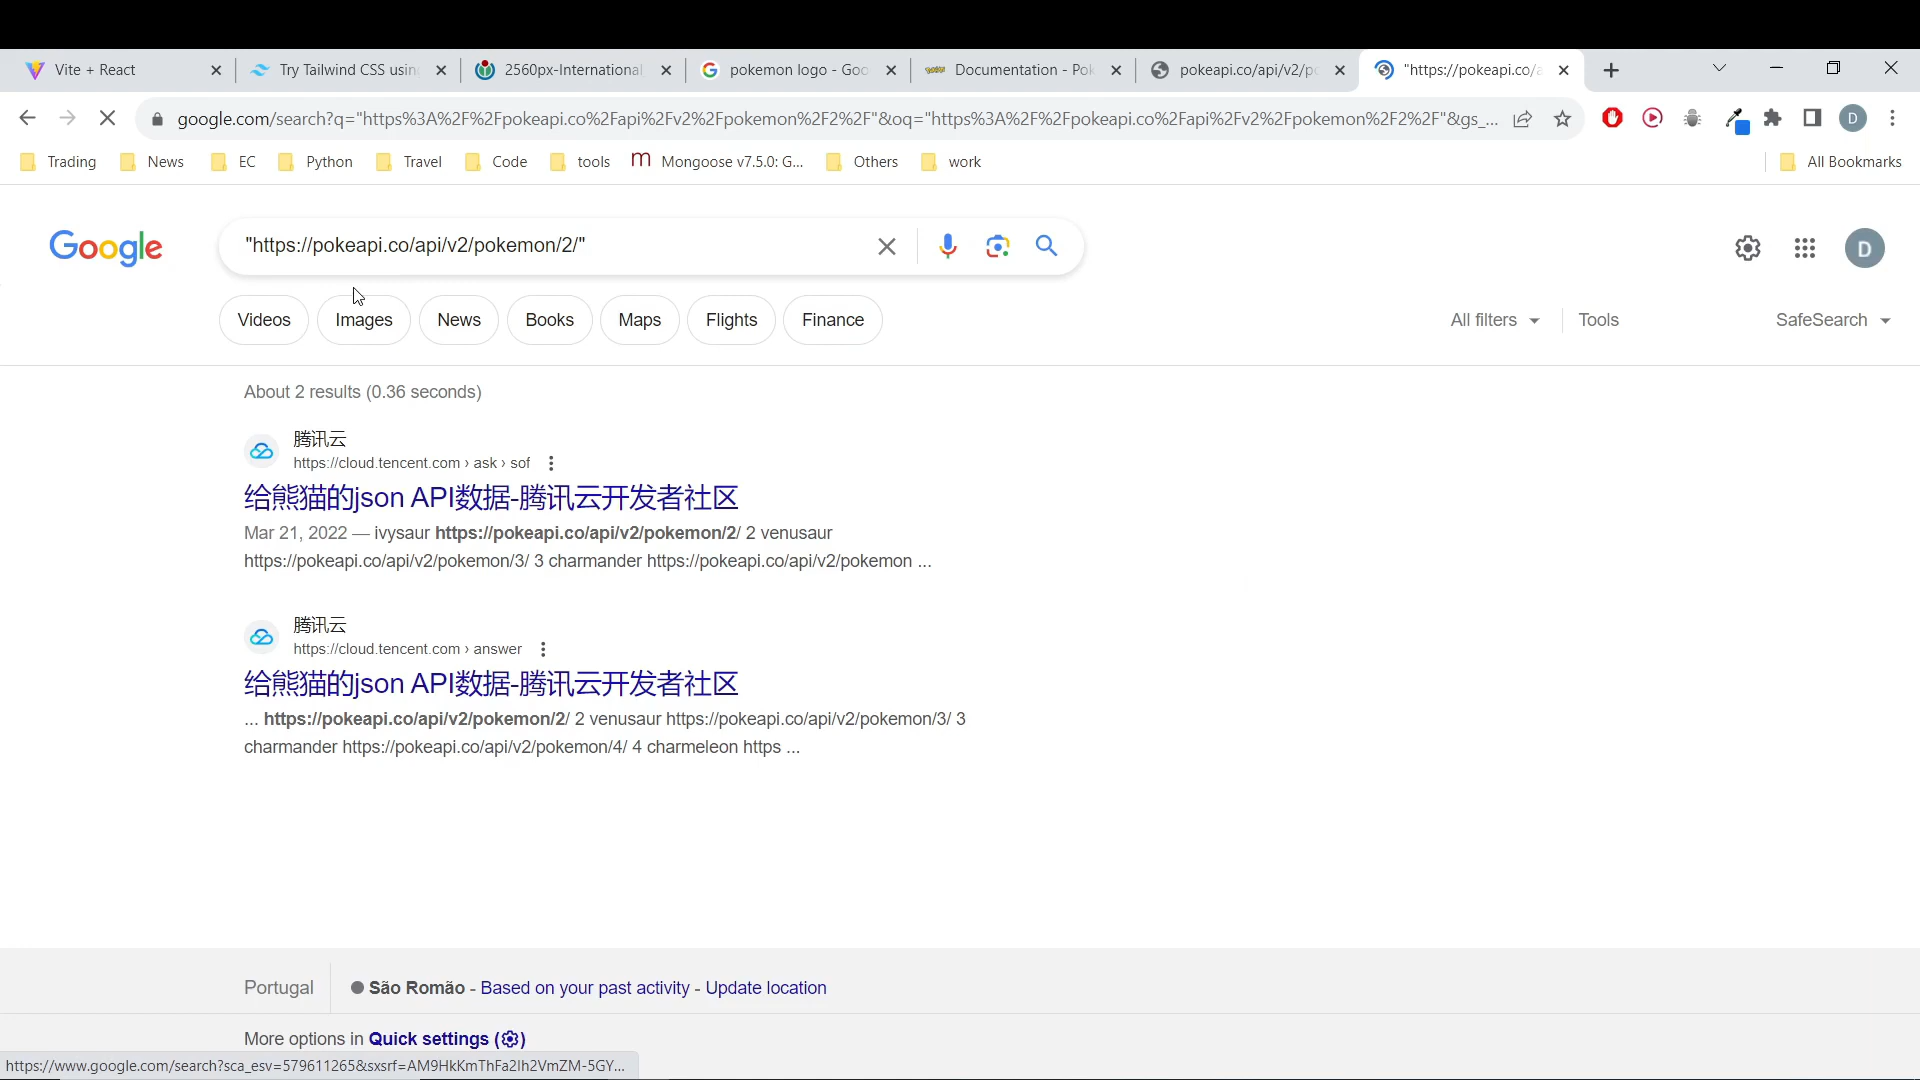 Vite + React
Try Tailwind CSS usin
2560px-International
pokemon logo - Goo
Documentation - Pok
pokeapi.co/api/v2/po
"https://pokeapi.co/a
google.com/search?q="https%3A%2F%2Fpokeapi.co%2Fapi%2Fv2%2Fpokemon%2F2%2F"&oq="https%3A%2F%2Fpokeapi.co%2Fapi%2Fv2%2Fpokemon%2F2%2F"&gs_...
D
Trading News EC Python Travel Code tools Mongoose v7.5.0: G... Others work All Bookmarks
Google
"https://pokeapi.co/api/v2/pokemon/2/"
D
Videos Images News Books Maps Flights Finance All filters Tools SafeSearch
About 2 results (0.36 seconds)
腾讯云
https://cloud.tencent.com › ask › sof
给熊猫的json API数据-腾讯云开发者社区
Mar 21, 2022 — ivysaur https://pokeapi.co/api/v2/pokemon/2/ 2 venusaur
https://pokeapi.co/api/v2/pokemon/3/ 3 charmander https://pokeapi.co/api/v2/pokemon ...
腾讯云
https://cloud.tencent.com › answer
给熊猫的json API数据-腾讯云开发者社区
... https://pokeapi.co/api/v2/pokemon/2/ 2 venusaur https://pokeapi.co/api/v2/pokemon/3/ 3
charmander https://pokeapi.co/api/v2/pokemon/4/ 4 charmeleon https ...
Portugal São Romão - Based on your past activity - Update location
More options in Quick settings ( )
https://www.google.com/search?sca_esv=579611265&sxsrf=AM9HkKmThFa2Ih2VmZM-5GY...